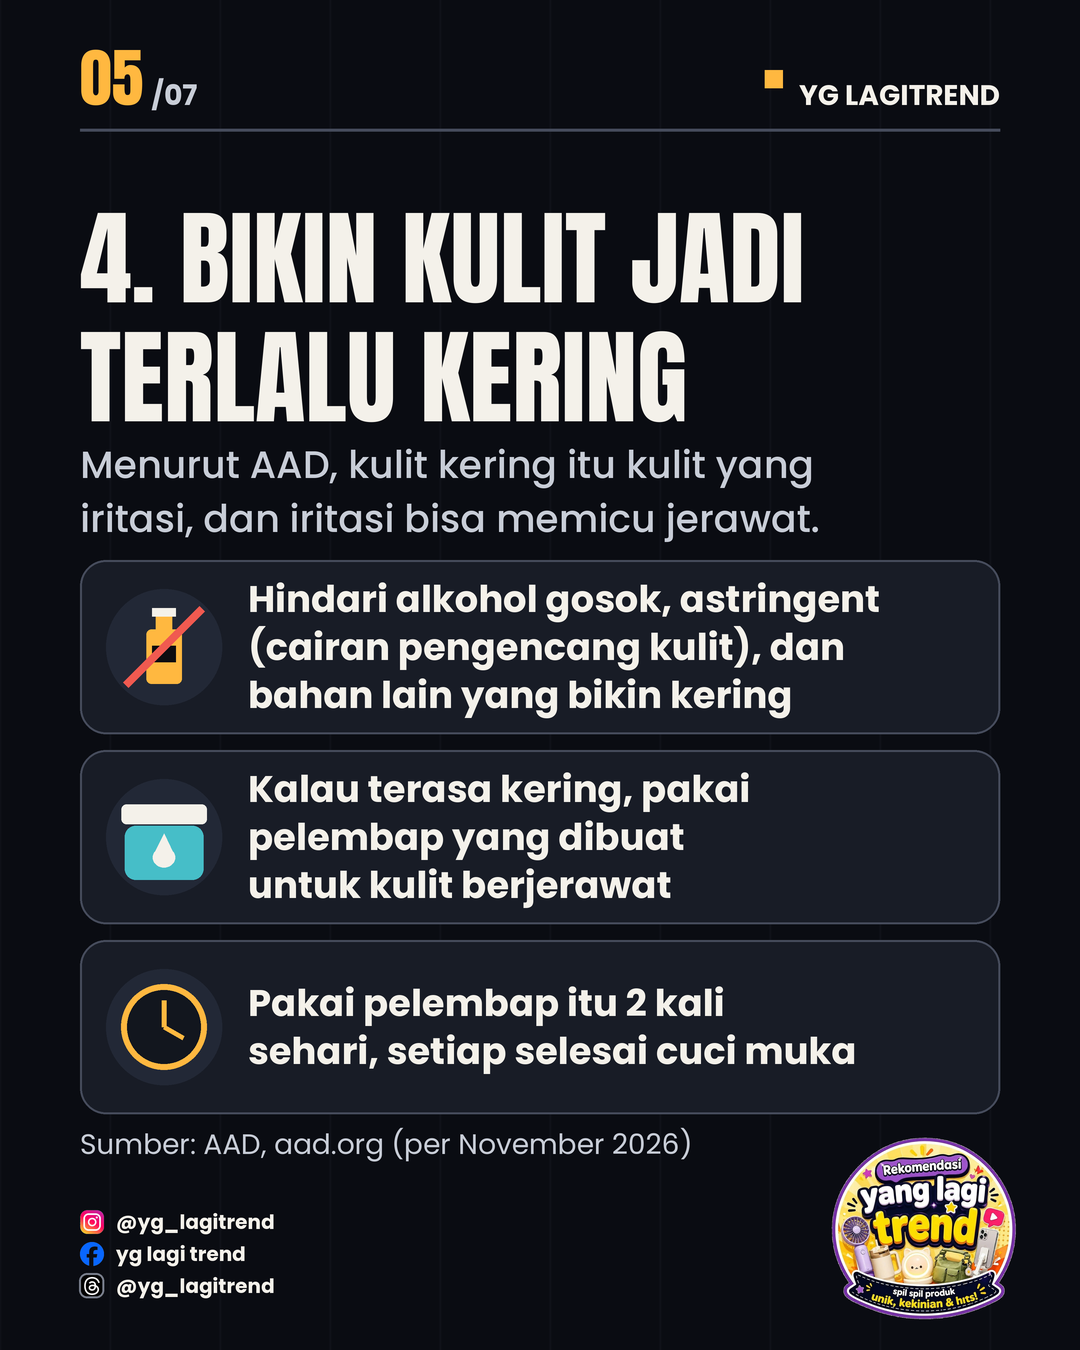 05 /07
YG LAGITREND
4. BIKIN KULIT JADI
TERLALU KERING
Menurut AAD, kulit kering itu kulit yang
iritasi, dan iritasi bisa memicu jerawat.
Hindari alkohol gosok, astringent
(cairan pengencang kulit), dan
bahan lain yang bikin kering
Kalau terasa kering, pakai
pelembap yang dibuat
untuk kulit berjerawat
Pakai pelembap itu 2 kali
sehari, setiap selesai cuci muka
Sumber: AAD, aad.org (per November 2026)
@yg_lagitrend
yg lagi trend
@yg_lagitrend
Rekomendasi
yang lagi
trend
spil spil produk
unik, kekinian & hits!